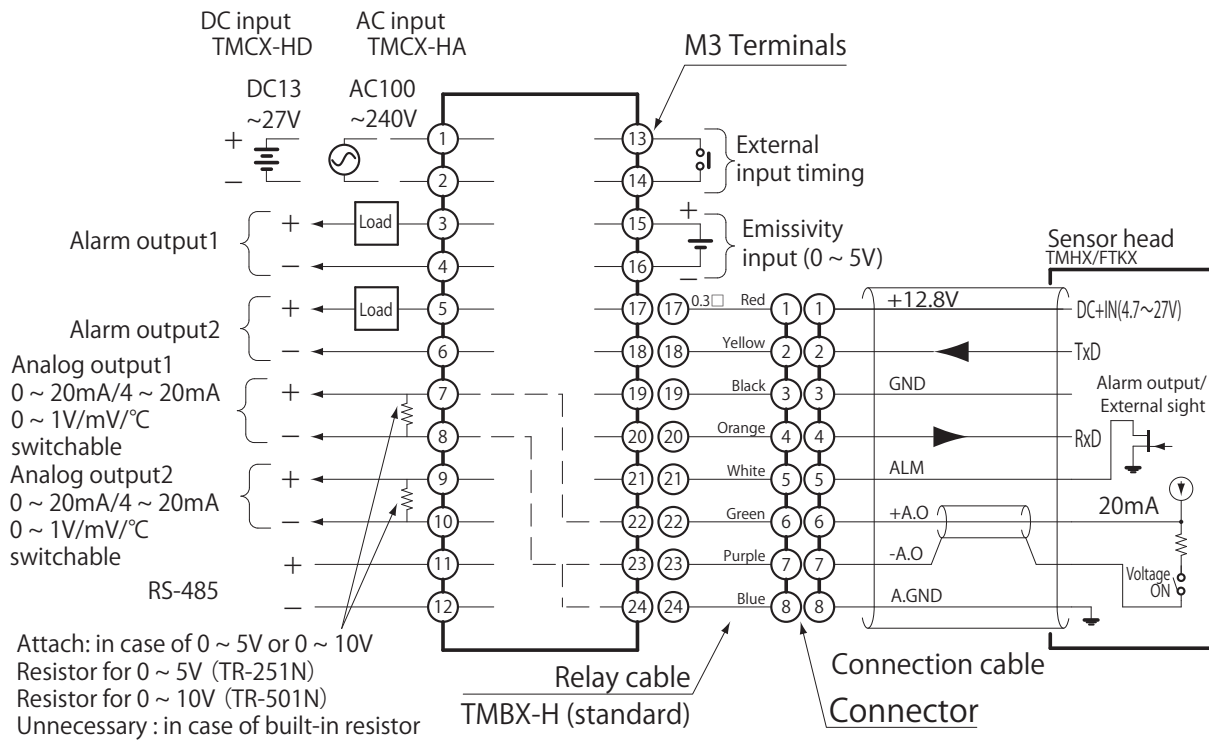 DC input
TMCX-HD
AC input
TMCX-HA
M3 Terminals
DC13
~27V
AC100
~240V
+
−
1
2
3
4
5
6
7
8
9
10
11
12
13
14
15
16
17
18
19
20
21
22
23
24
External
input timing
+
−
Emissivity
input (0 ~ 5V)
Alarm output1
+
−
Load
Alarm output2
+
−
Load
Analog output1
0 ~ 20mA/4 ~ 20mA
0 ~ 1V/mV/°C
switchable
+
−
Analog output2
0 ~ 20mA/4 ~ 20mA
0 ~ 1V/mV/°C
switchable
+
−
RS-485
+
−
Attach: in case of 0 ~ 5V or 0 ~ 10V
Resistor for 0 ~ 5V (TR-251N)
Resistor for 0 ~ 10V (TR-501N)
Unnecessary : in case of built-in resistor
17 0.3□ Red 1 1 +12.8V
18 Yellow 2 2
19 Black 3 3 GND
20 Orange 4 4
21 White 5 5 ALM
22 Green 6 6 +A.O
23 Purple 7 7 -A.O
24 Blue 8 8 A.GND
Sensor head
TMHX/FTKX
DC+IN(4.7~27V)
TxD
RxD
Alarm output/
External sight
20mA
Voltage
ON
Relay cable
TMBX-H (standard)
Connection cable
Connector